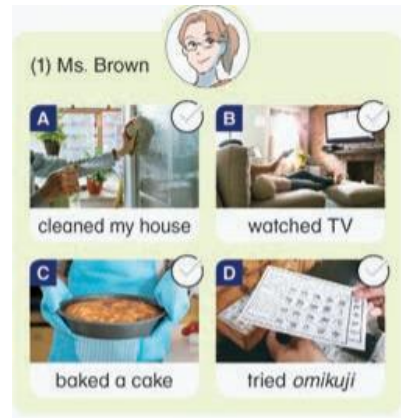 (1) Ms. Brown
A
B
cleaned my house
watched TV
C
D
baked a cake
tried omikuji